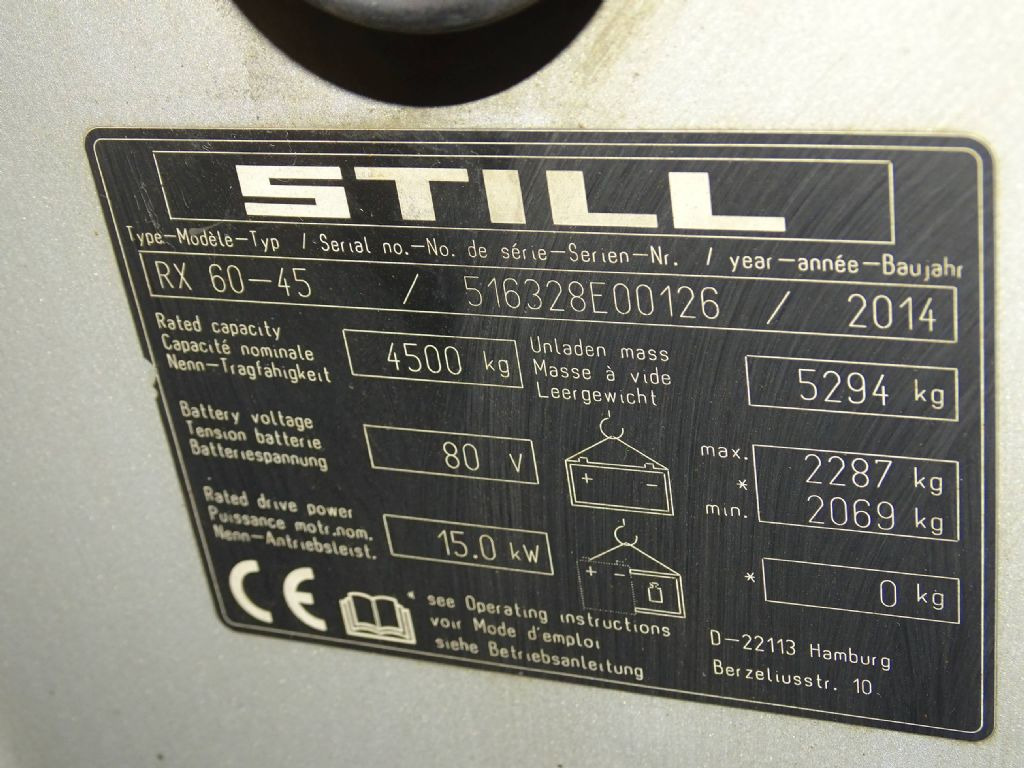 STILL
Type-Modèle-Typ / Serial no.-No. de série-Serien-Nr. / year-année-Baujahr
RX 60-45 / 516328E00126 / 2014
Rated capacity
Capacité nominale
Nenn-Tragfähigkeit
4500 kg
Unladen mass
Masse à vide
Leergewicht
5294 kg
Battery voltage
Tension batterie
Batteriespannung
80 V
+ -
max. 2287 kg
*
min. 2069 kg
Rated drive power
Puissance motr.nom.
Nenn-Antriebsleist.
15.0 kW
+ -
* 0 kg
CE
* see Operating instructions
voir Mode d'emploi
siehe Betriebsanleitung
D-22113 Hamburg
Berzeliusstr. 10